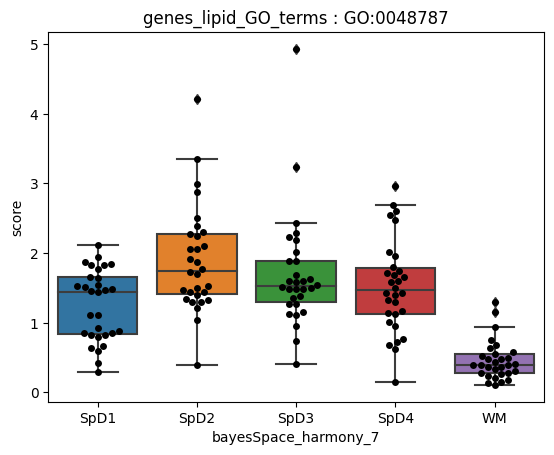 genes_lipid_GO_terms : GO:0048787
5
4
3
2
1
0
score
SpD1 SpD2 SpD3 SpD4 WM
bayesSpace_harmony_7